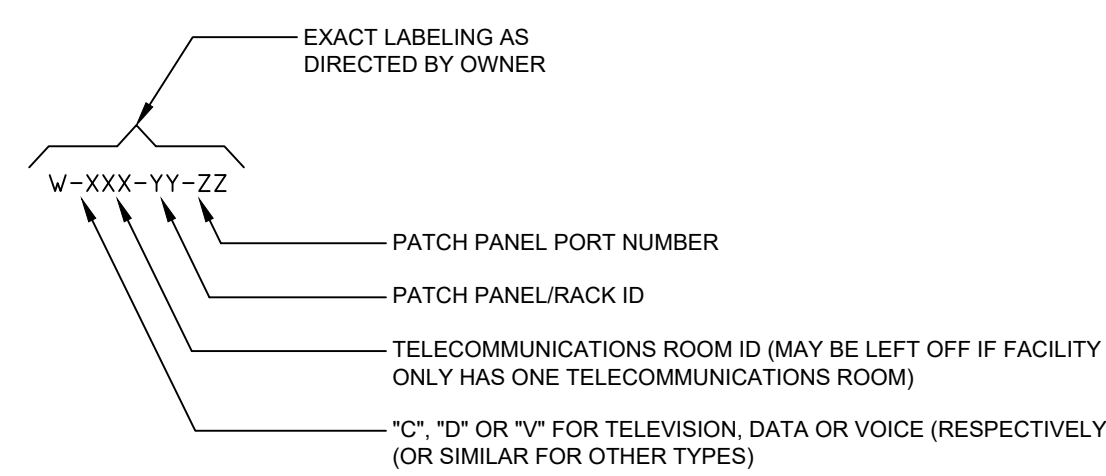 EXACT LABELING AS
DIRECTED BY OWNER
W-XXX-YY-ZZ
PATCH PANEL PORT NUMBER
PATCH PANEL/RACK ID
TELECOMMUNICATIONS ROOM ID (MAY BE LEFT OFF IF FACILITY
ONLY HAS ONE TELECOMMUNICATIONS ROOM)
"C", "D" OR "V" FOR TELEVISION, DATA OR VOICE (RESPECTIVELY
(OR SIMILAR FOR OTHER TYPES)